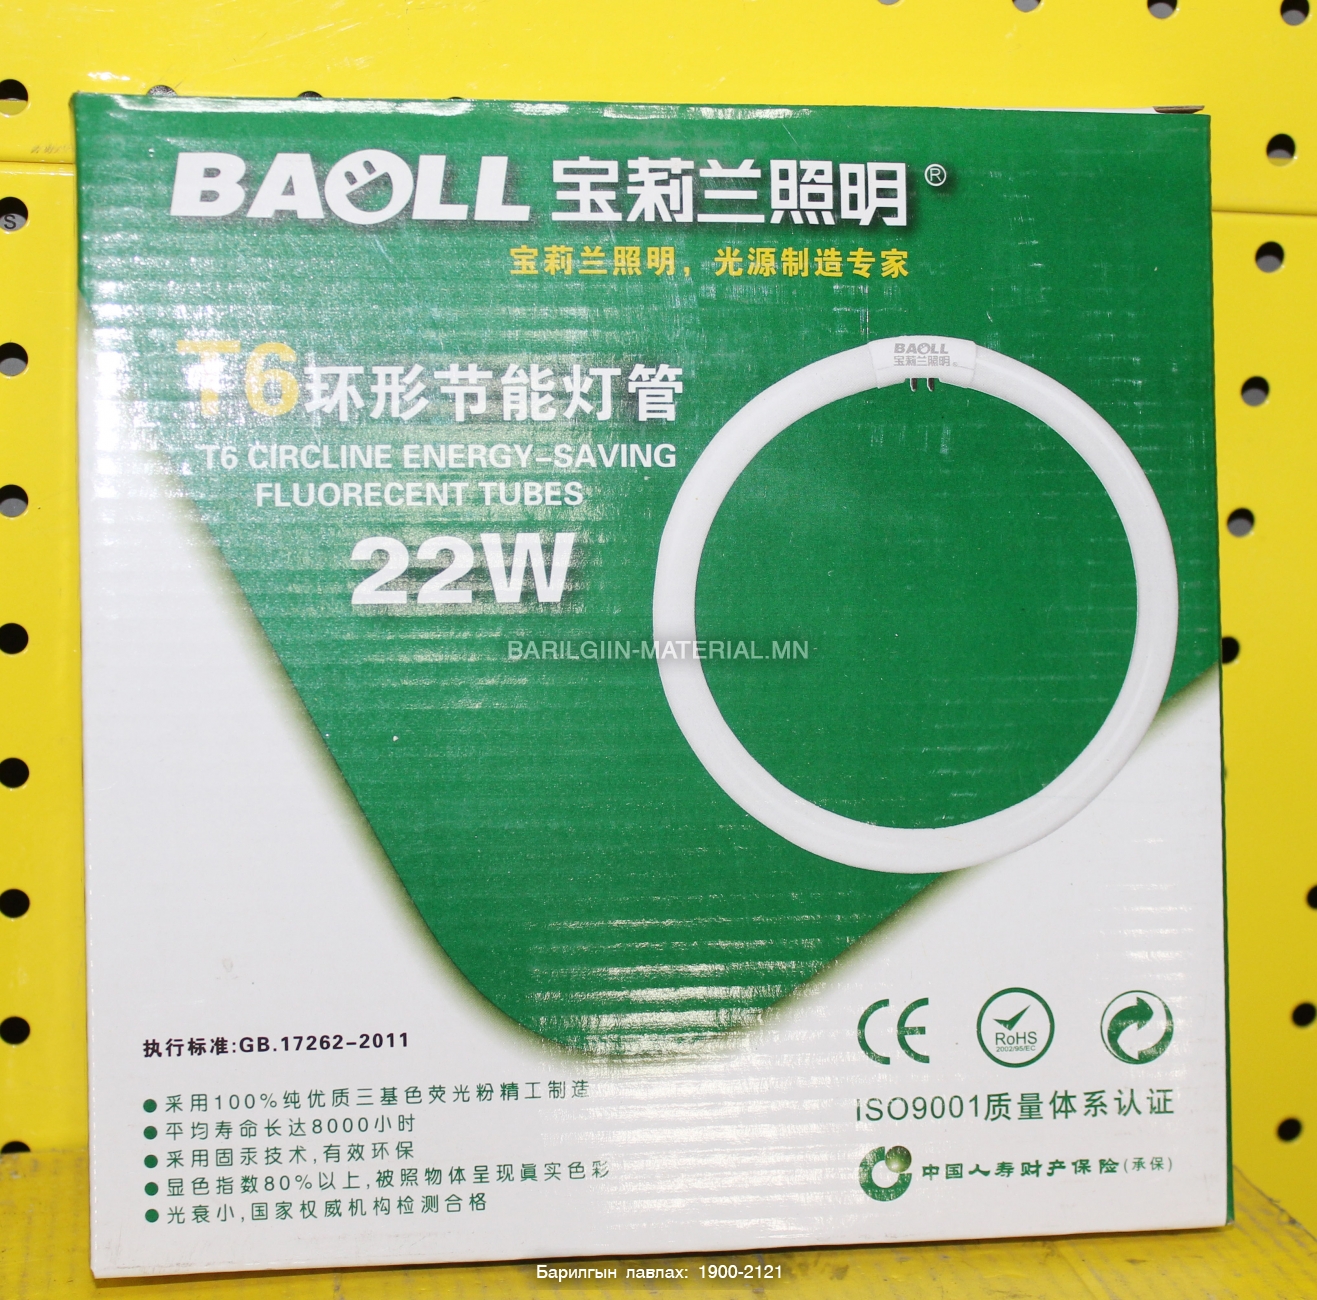 BAOLL 宝莉兰照明®
宝莉兰照明，光源制造专家
BAOLL
宝莉兰照明®
T6环形节能灯管
T6 CIRCLINE ENERGY-SAVING
FLUORECENT TUBES
22W
BARILGIIN-MATERIAL.MN
CE
RoHS
2002/95/EC
执行标准:GB.17262-2011
ISO9001质量体系认证
●采用100%纯优质三基色荧光粉精工制造
●平均寿命长达8000小时
●采用固汞技术,有效环保
●显色指数80%以上,被照物体呈现真实色彩
●光衰小,国家权威机构检测合格
中国人寿财产保险(承保)
Барилгын лавлах: 1900-2121